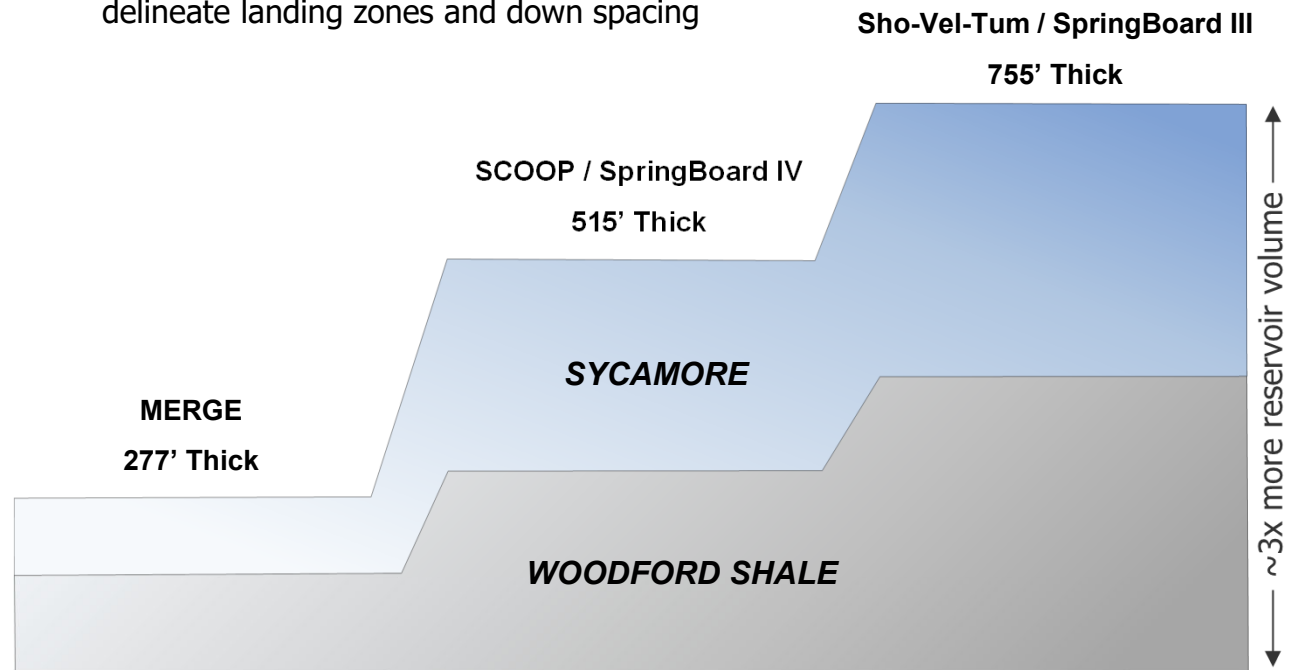 delineate landing zones and down spacing
Sho-Vel-Tum / SpringBoard III
755’ Thick
SCOOP / SpringBoard IV
515’ Thick
MERGE
277’ Thick
SYCAMORE
WOODFORD SHALE
~3x more reservoir volume